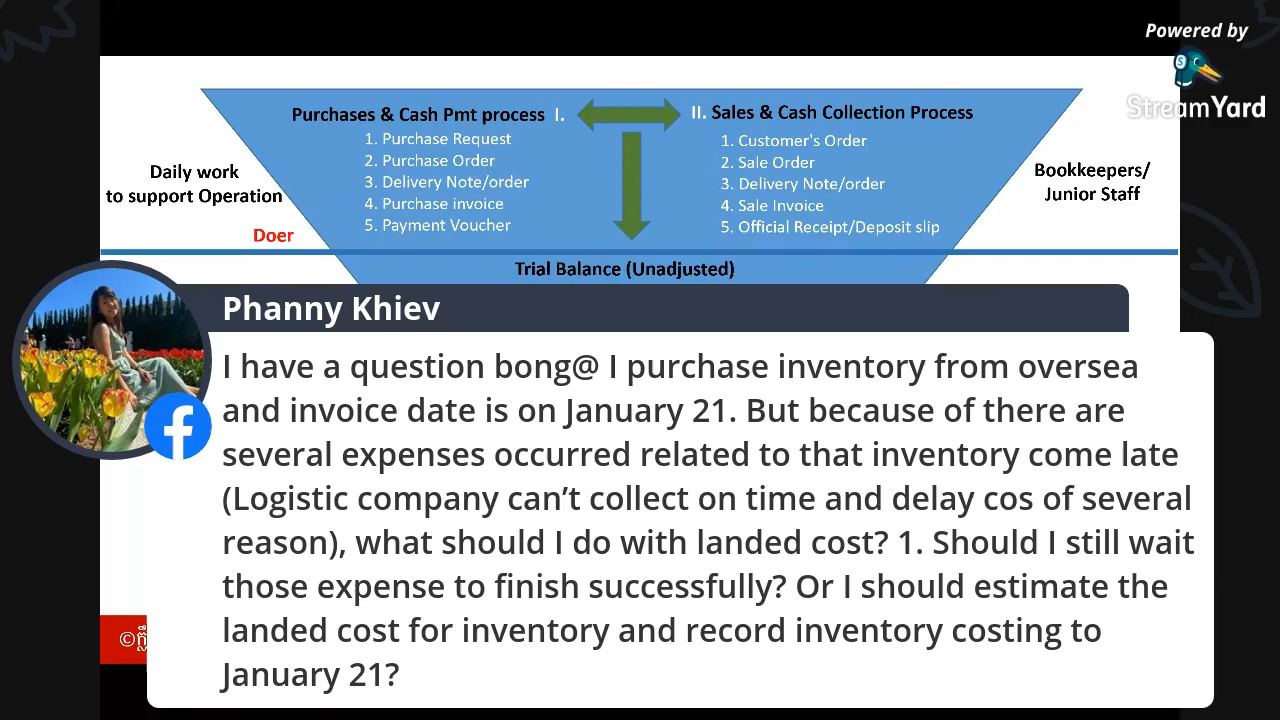 Powered by
StreamYard
Purchases & Cash Pmt process I.
1. Purchase Request
2. Purchase Order
3. Delivery Note/order
4. Purchase invoice
5. Payment Voucher
II. Sales & Cash Collection Process
1. Customer's Order
2. Sale Order
3. Delivery Note/order
4. Sale Invoice
5. Official Receipt/Deposit slip
Daily work
to support Operation
Doer
Bookkeepers/
Junior Staff
Trial Balance (Unadjusted)
Phanny Khiev
I have a question bong@ I purchase inventory from oversea
and invoice date is on January 21. But because of there are
several expenses occurred related to that inventory come late
(Logistic company can’t collect on time and delay cos of several
reason), what should I do with landed cost? 1. Should I still wait
those expense to finish successfully? Or I should estimate the
landed cost for inventory and record inventory costing to
January 21?